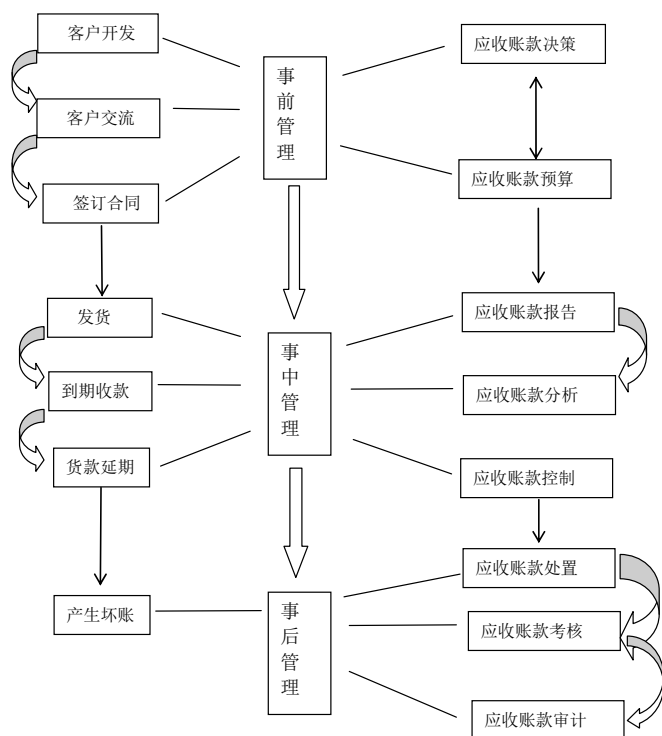 客户开发
客户交流
签订合同
事前管理
应收账款决策
应收账款预算
发货
到期收款
货款延期
事中管理
应收账款报告
应收账款分析
应收账款控制
产生坏账
事后管理
应收账款处置
应收账款考核
应收账款审计